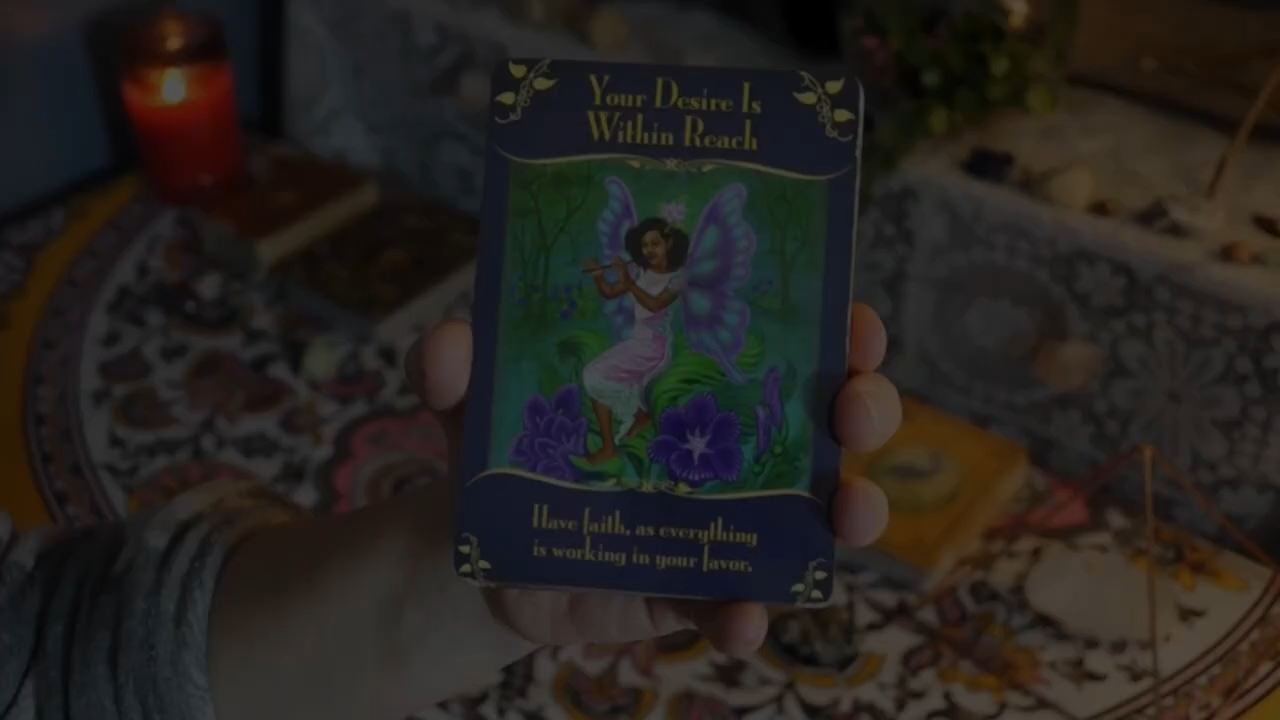 Your Desire Is
Within Reach
Have faith, as everything
is working in your favor.